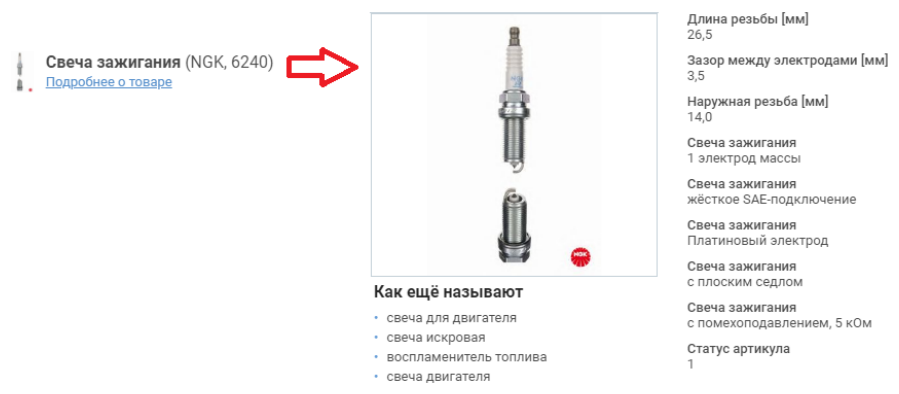 Свеча зажигания (NGK, 6240)
Подробнее о товаре
NGK
Как ещё называют
• свеча для двигателя
• свеча искровая
• воспламенитель топлива
• свеча двигателя
Длина резьбы [мм]
26,5
Зазор между электродами [мм]
3,5
Наружная резьба [мм]
14,0
Свеча зажигания
1 электрод массы
Свеча зажигания
жёсткое SAE-подключение
Свеча зажигания
Платиновый электрод
Свеча зажигания
с плоским седлом
Свеча зажигания
с помехоподавлением, 5 кОм
Статус артикула
1